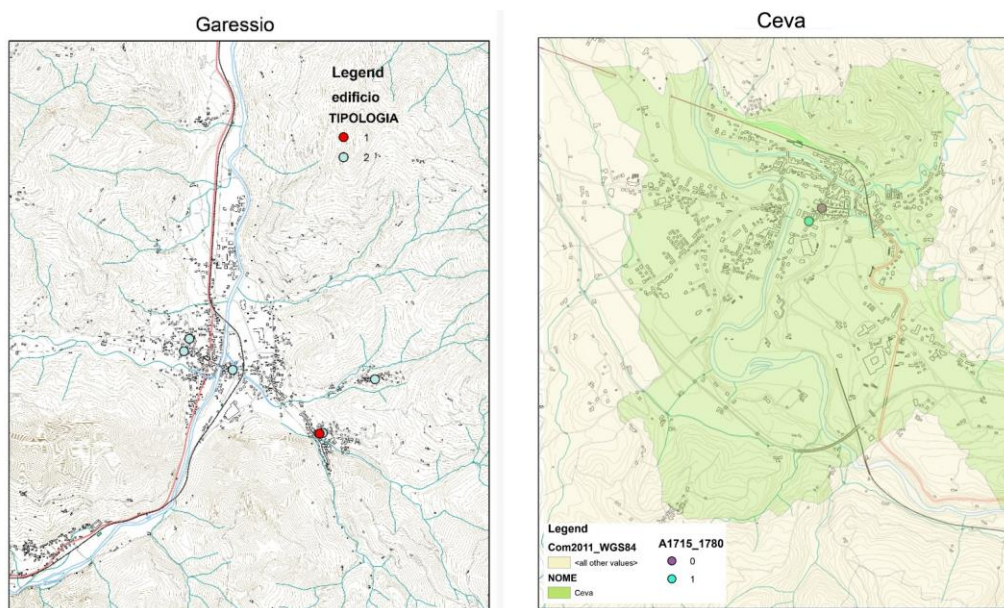 Garessio
Legend
edificio
TIPOLOGIA
1
2
Ceva
Legend
Com2011_WGS84
<all other values>
NOME
Ceva
A1715_1780
0
1